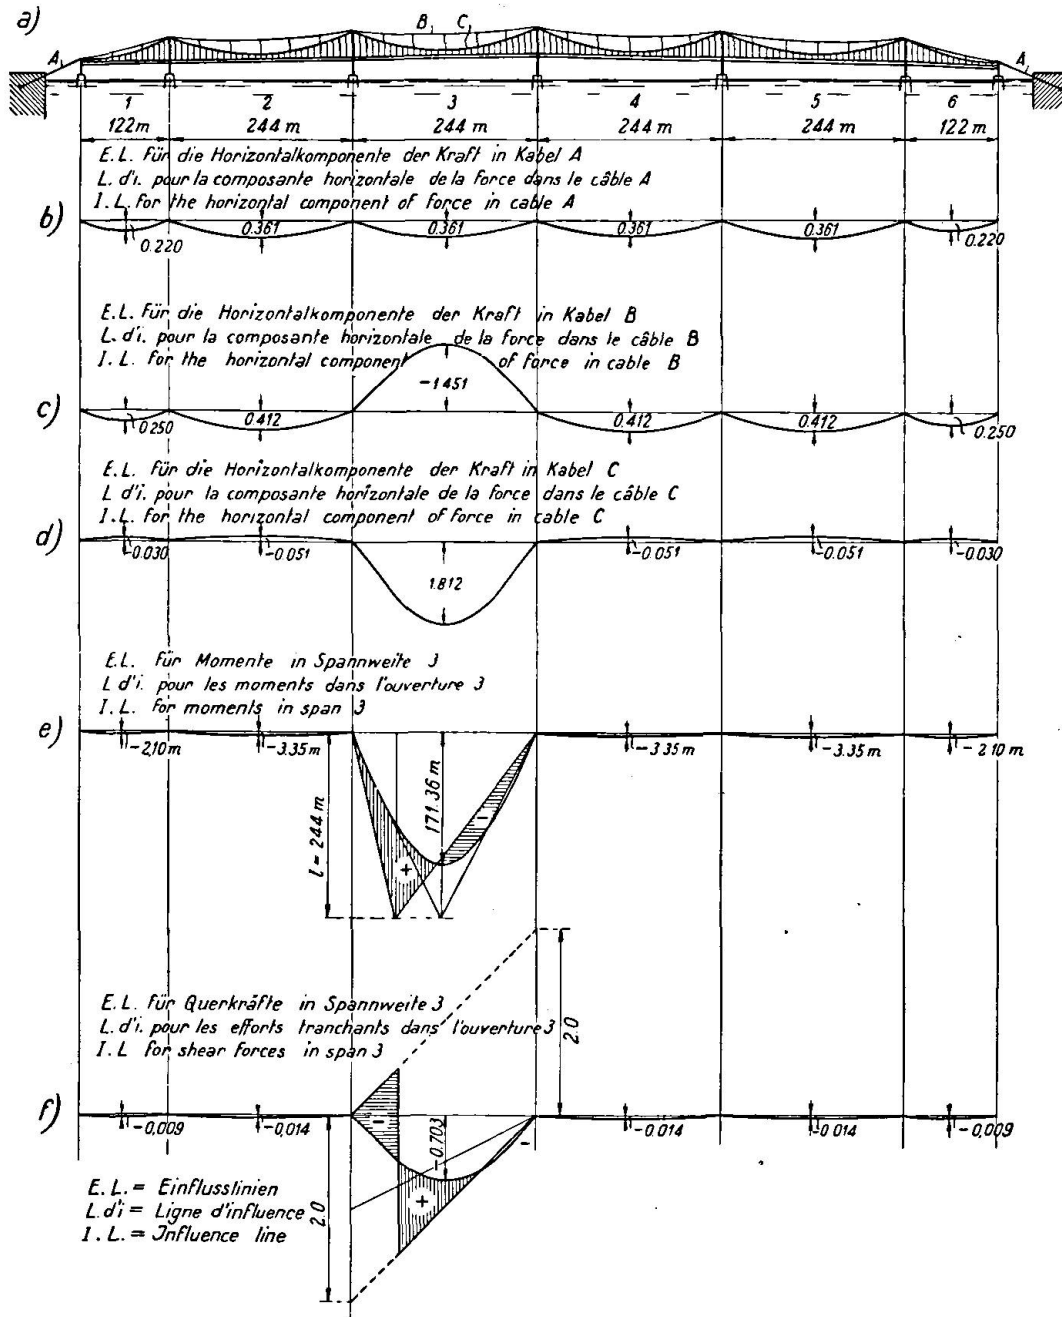 a)
B C
A A
1 2 3 4 5 6
122m 244 m 244 m 244 m 244 m 122 m
E.L. für die Horizontalkomponente der Kraft in Kabel A
L. d'i. pour la composante horizontale de la force dans le câble A
I.L. for the horizontal component of force in cable A
b)
0.361 0.361 0.361 0.361
0.220 0.220
E.L. für die Horizontalkomponente der Kraft in Kabel B
L. d'i. pour la composante horizontale de la force dans le câble B
I.L. for the horizontal component of force in cable B
-1.451
c)
0.250 0.412 0.412 0.412 0.250
E.L. für die Horizontalkomponente der Kraft in Kabel C
L d'i. pour la composante horizontale de la force dans le câble C
I.L. for the horizontal component of force in cable C
d)
-0.030 -0.051 -0.051 -0.051 -0.030
1.812
E.L. für Momente in Spannweite 3
L d'i. pour les moments dans l'ouverture 3
I.L. for moments in span 3
e)
-2.10 m -3.35 m -3.35 m -3.35 m -2.10 m
l = 244 m
171.36 m
+ -
E.L. für Querkräfte in Spannweite 3
L. d'i. pour les efforts tranchants dans l'ouverture 3
I.L for shear forces in span 3
2.0
f)
-0.009 -0.014 - -0.703 - -0.014 -0.014 -0.009
+
2.0
E.L. = Einflusslinien
L.d'i = Ligne d'influence
I.L. = Influence line